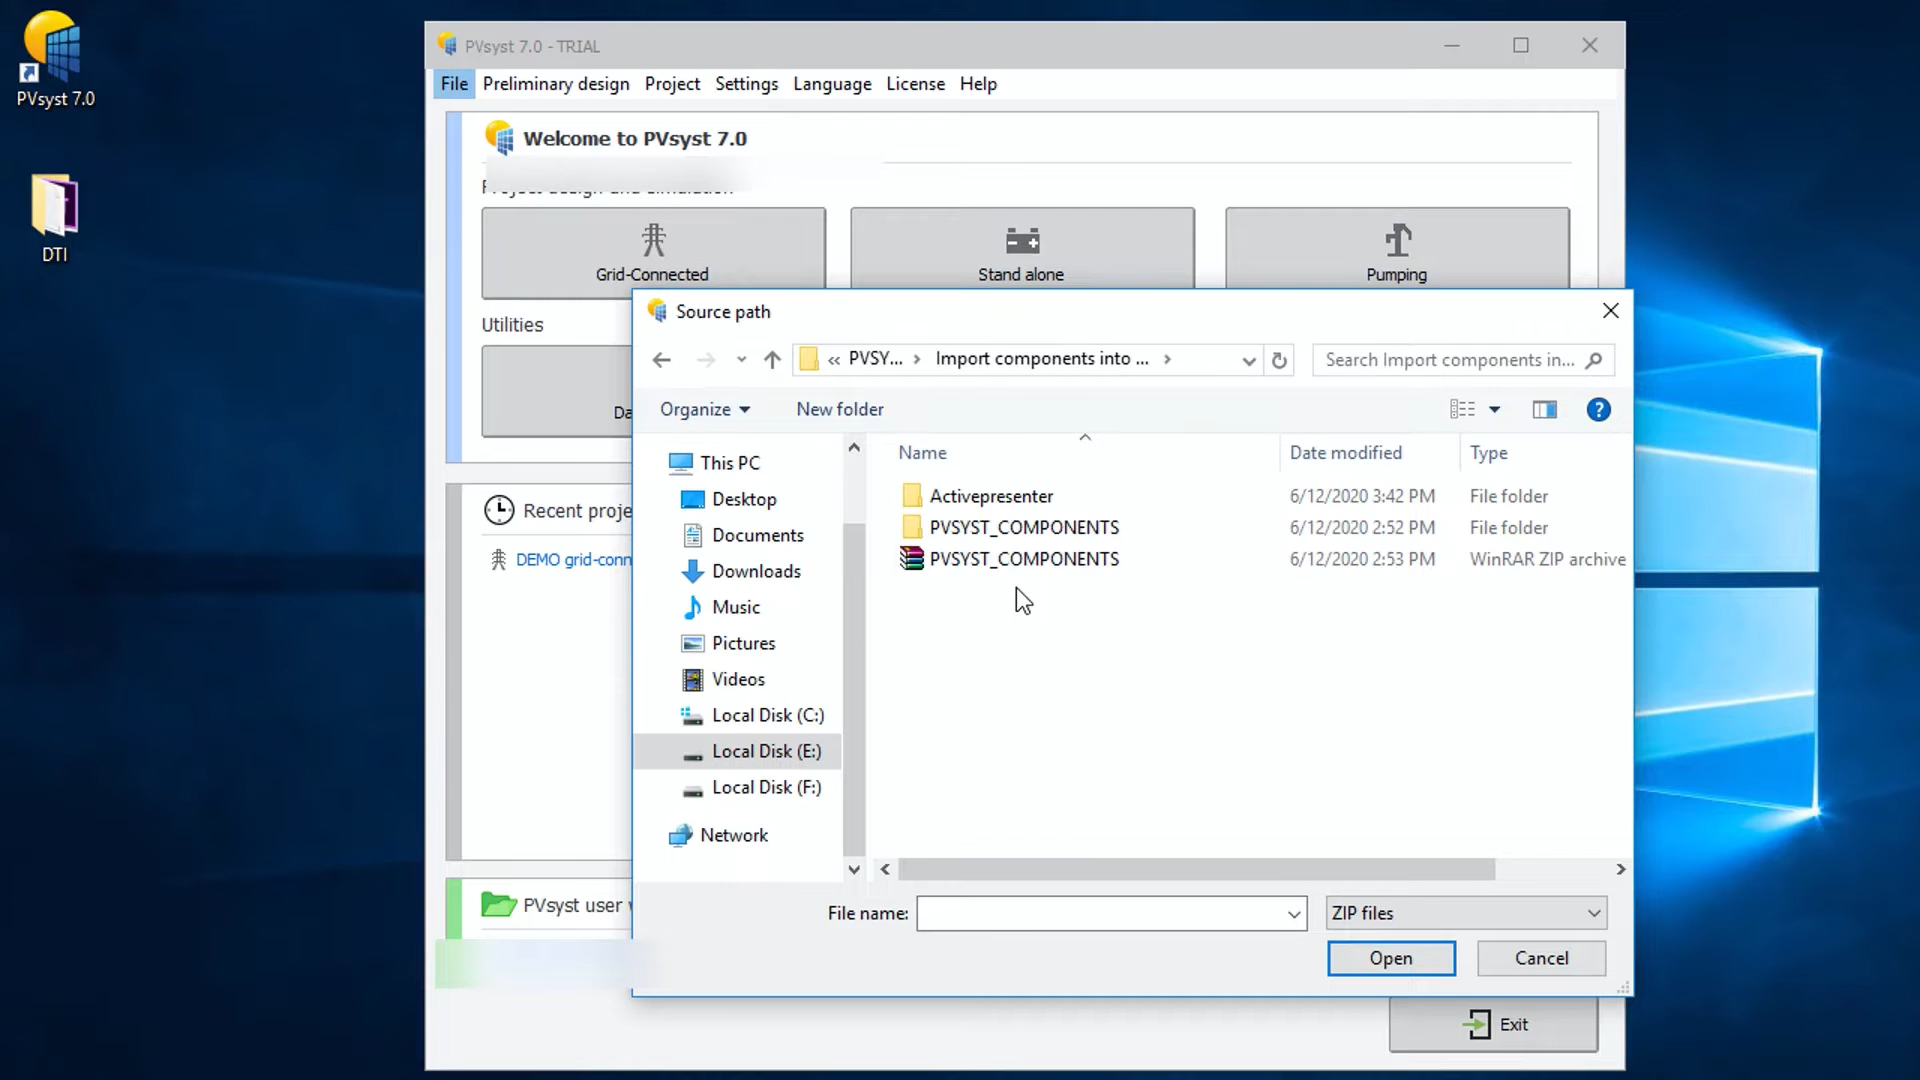 PVsyst 7.0
DTI
PVsyst 7.0 - TRIAL
File Preliminary design Project Settings Language License Help
Welcome to PVsyst 7.0
Grid-Connected
Stand alone
Pumping
Utilities
Da
Recent proje
DEMO grid-conn
PVsyst user
Source path
« PVSY... > Import components into ... >
Search Import components in...
Organize
New folder
This PC
Desktop
Documents
Downloads
Music
Pictures
Videos
Local Disk (C:)
Local Disk (E:)
Local Disk (F:)
Network
Name Date modified Type
Activepresenter 6/12/2020 3:42 PM File folder
PVSYST_COMPONENTS 6/12/2020 2:52 PM File folder
PVSYST_COMPONENTS 6/12/2020 2:53 PM WinRAR ZIP archive
File name:
ZIP files
Open
Cancel
Exit